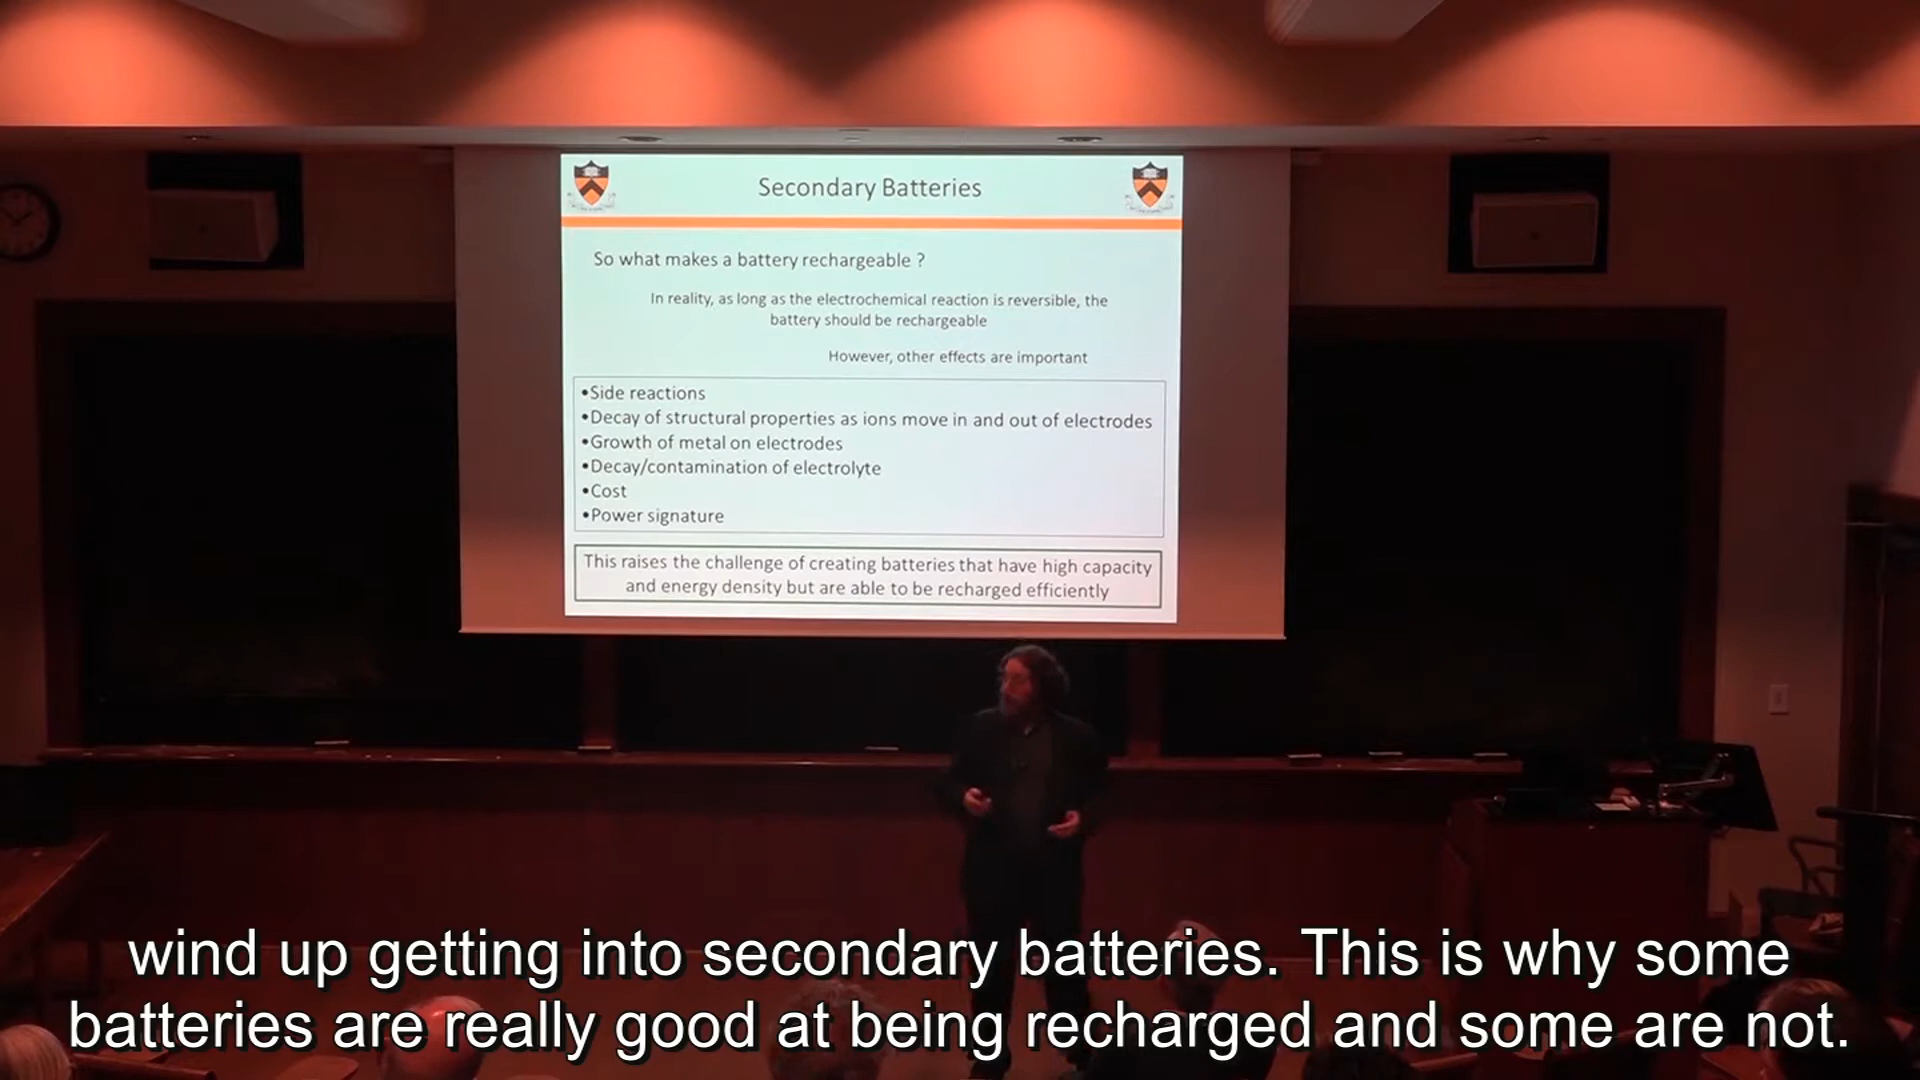 Secondary Batteries
So what makes a battery rechargeable ?
In reality, as long as the electrochemical reaction is reversible, the
battery should be rechargeable
However, other effects are important
•Side reactions
•Decay of structural properties as ions move in and out of electrodes
•Growth of metal on electrodes
•Decay/contamination of electrolyte
•Cost
•Power signature
This raises the challenge of creating batteries that have high capacity
and energy density but are able to be recharged efficiently
wind up getting into secondary batteries. This is why some
batteries are really good at being recharged and some are not.